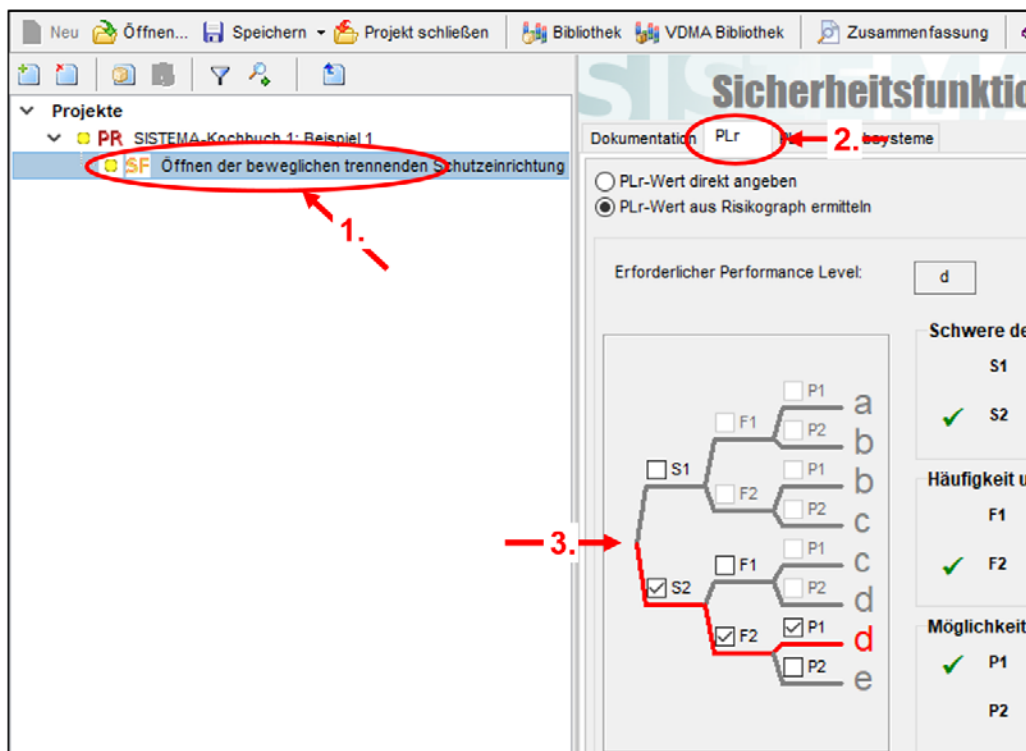 Neu Öffnen... Speichern Projekt schließen Bibliothek VDMA Bibliothek Zusammenfassung
SISTEMA
Sicherheitsfunktio
Projekte
Dokumentation PLr 2. systeme
PR SISTEMA-Kochbuch 1: Beispiel 1
SF Öffnen der beweglichen trennenden Schutzeinrichtung
1.
PLr-Wert direkt angeben
PLr-Wert aus Risikograph ermitteln
Erforderlicher Performance Level: d
Schwere de
S1
S2
P1 a
F1
P2 b
S1
P1 b
F2
P2 c
Häufigkeit u
F1
F2
3.
P1 c
F1
P2 d
S2
P1 d
F2
P2 e
Möglichkeit
P1
P2